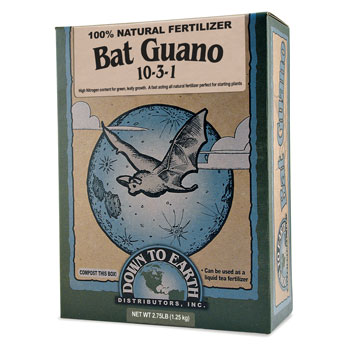 100% NATURAL FERTILIZER
Bat Guano
10-3-1
High Nitrogen content for green, leafy growth. A fast acting all natural fertilizer perfect for starting plants
COMPOST THIS BOX!
• Can be used as a
liquid tea fertilizer
DOWN TO EARTH
DISTRIBUTORS, INC.
NET WT 2.75LB (1.25 kg)
Bat Guano